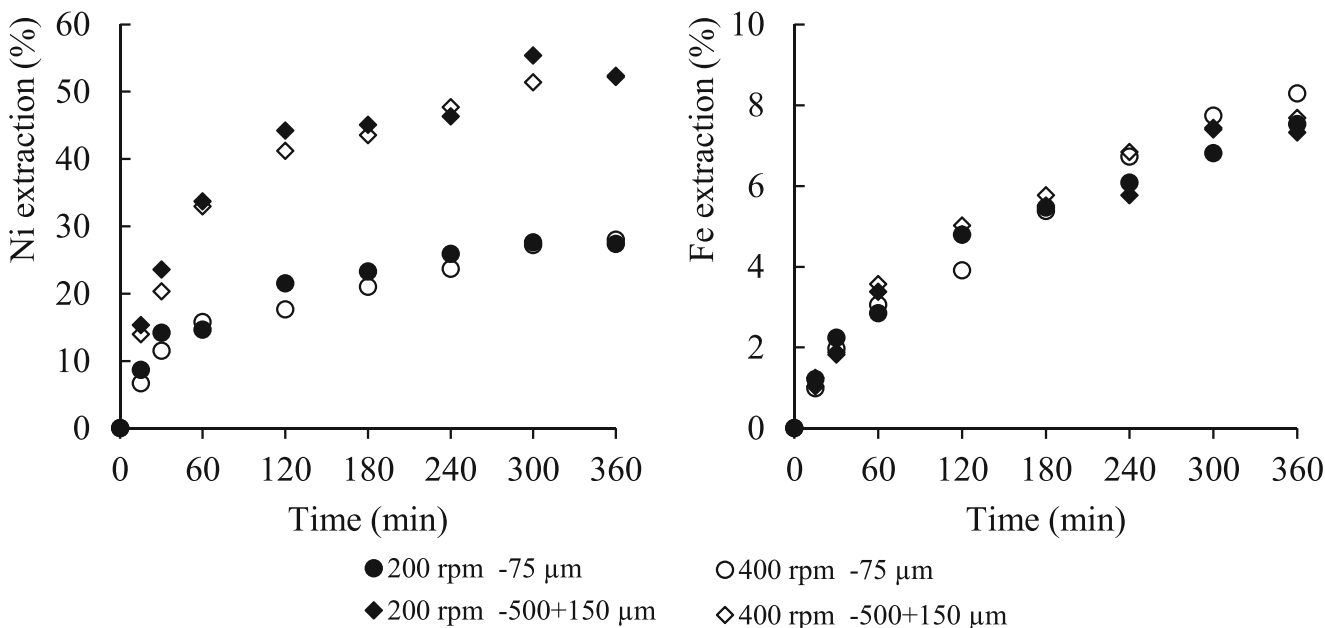 Ni extraction (%)
60
50
40
30
20
10
0
0 60 120 180 240 300 360
Time (min)
Fe extraction (%)
10
8
6
4
2
0
0 60 120 180 240 300 360
Time (min)
200 rpm -75 µm
400 rpm -75 µm
200 rpm -500+150 µm
400 rpm -500+150 µm